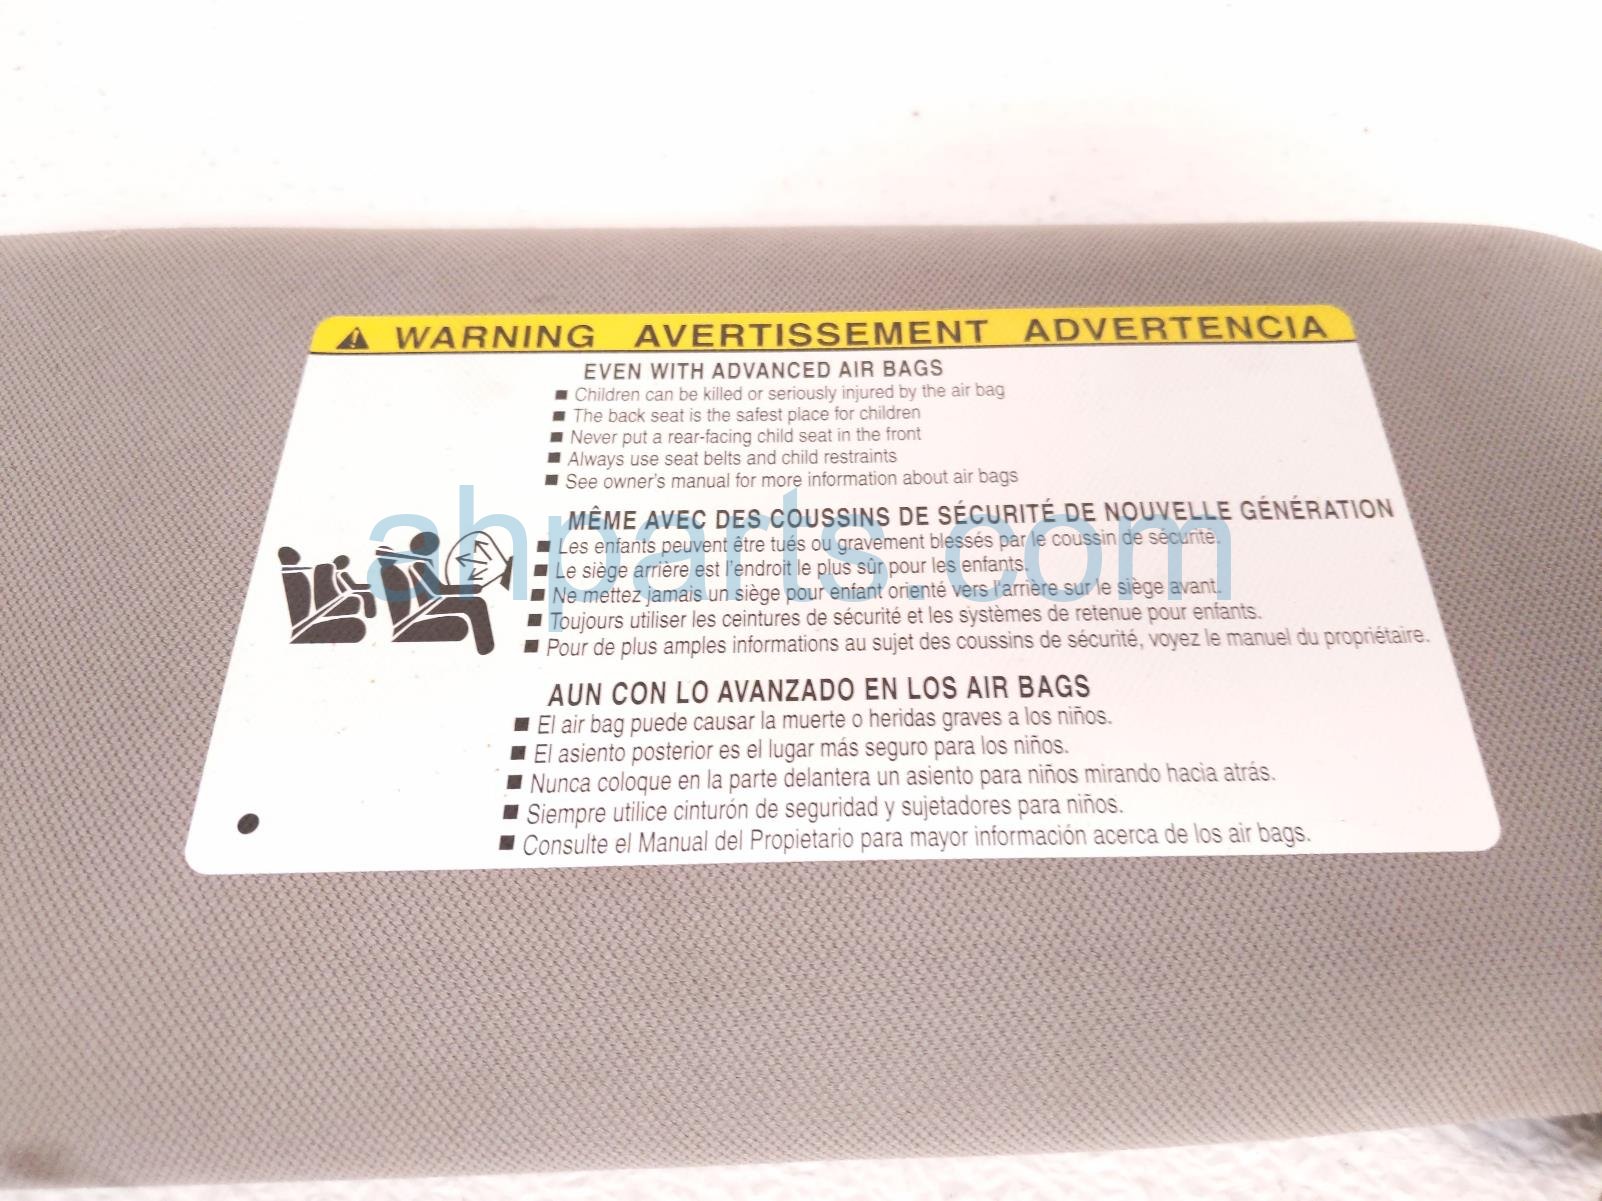 WARNING AVERTISSEMENT ADVERTENCIA
EVEN WITH ADVANCED AIR BAGS
■ Children can be killed or seriously injured by the air bag
■ The back seat is the safest place for children
■ Never put a rear-facing child seat in the front
■ Always use seat belts and child restraints
■ See owner's manual for more information about air bags
MÊME AVEC DES COUSSINS DE SÉCURITÉ DE NOUVELLE GÉNÉRATION
■ Les enfants peuvent être tués ou gravement blessés par le coussin de sécurité.
■ Le siège arrière est l'endroit le plus sûr pour les enfants.
■ Ne mettez jamais un siège pour enfant orienté vers l'arrière sur le siège avant.
■ Toujours utiliser les ceintures de sécurité et les systèmes de retenue pour enfants.
■ Pour de plus amples informations au sujet des coussins de sécurité, voyez le manuel du propriétaire.
AUN CON LO AVANZADO EN LOS AIR BAGS
■ El air bag puede causar la muerte o heridas graves a los niños.
■ El asiento posterior es el lugar más seguro para los niños.
■ Nunca coloque en la parte delantera un asiento para niños mirando hacia atrás.
■ Siempre utilice cinturón de seguridad y sujetadores para niños.
■ Consulte el Manual del Propietario para mayor información acerca de los air bags.
ahparts.com